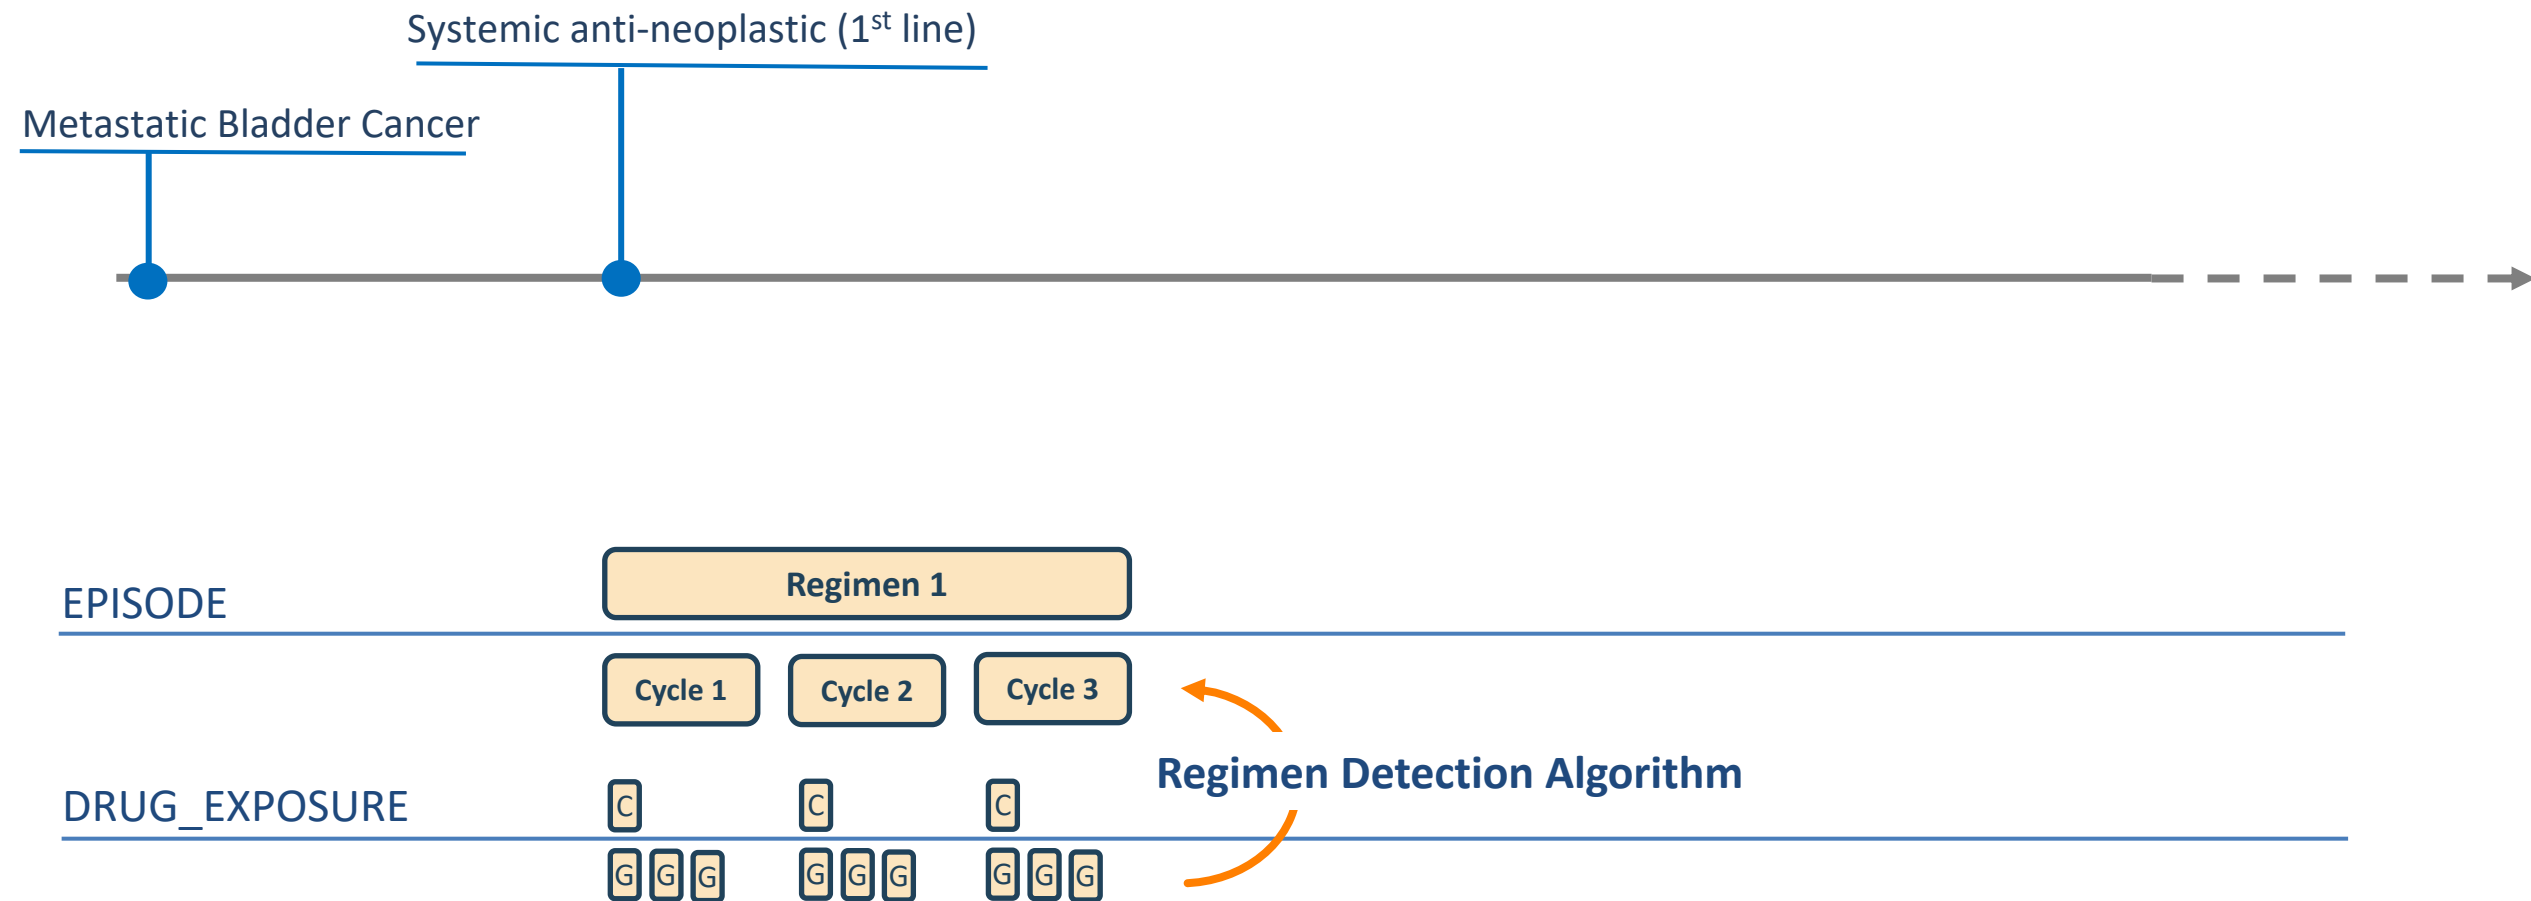 Systemic anti-neoplastic (1st line)
Metastatic Bladder Cancer
EPISODE
Regimen 1
Cycle 1 Cycle 2 Cycle 3
Regimen Detection Algorithm
DRUG_EXPOSURE
C C C
G G G G G G G G G